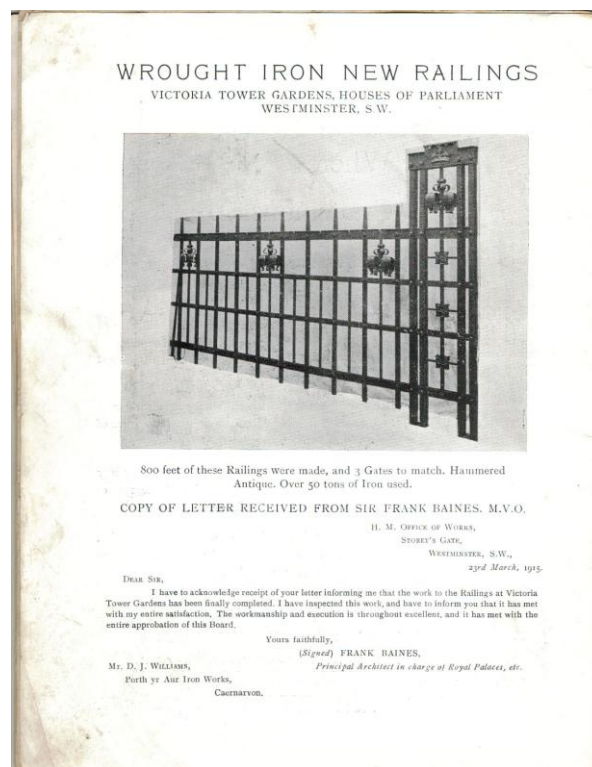 WROUGHT IRON NEW RAILINGS
VICTORIA TOWER GARDENS, HOUSES OF PARLIAMENT
WESTMINSTER, S.W.
800 feet of these Railings were made, and 3 Gates to match. Hammered
Antique. Over 50 tons of Iron used.
COPY OF LETTER RECEIVED FROM SIR FRANK BAINES. M.V.O.
H. M. OFFICE OF WORKS,
STOREY'S GATE,
WESTMINSTER, S.W.,
23rd March, 1915.
DEAR SIR,
I have to acknowledge receipt of your letter informing me that the work to the Railings at Victoria
Tower Gardens has been finally completed. I have inspected this work, and have to inform you that it has met
with my entire satisfaction. The workmanship and execution is throughout excellent, and it has met with the
entire approbation of this Board.
Yours faithfully,
(Signed) FRANK BAINES,
Mr. D. J. WILLIAMS, Principal Architect in charge of Royal Palaces, etc.
Porth yr Aur Iron Works,
Caernarvon.